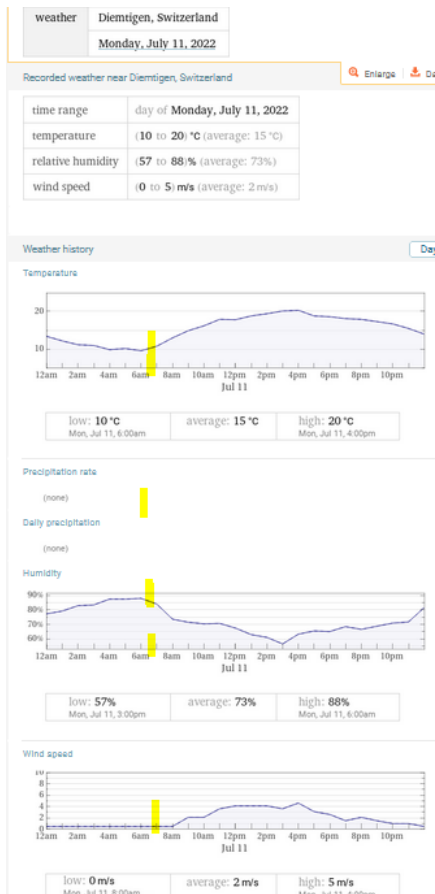 weather Diemtigen, Switzerland
Monday, July 11, 2022
Recorded weather near Diemtigen, Switzerland Enlarge
time range day of Monday, July 11, 2022
temperature (10 to 20) °C (average: 15 °C)
relative humidity (57 to 88)% (average: 73%)
wind speed (0 to 5) m/s (average: 2 m/s)
Weather history Day
Temperature
20
10
12am 2am 4am 6am 8am 10am 12am 2pm 4pm 6pm 8pm 10pm
Jul 11
low: 10 °C average: 15 °C high: 20 °C
Mon, Jul 11, 6:00am Mon, Jul 11, 4:00pm
Precipitation rate
(none)
Daily precipitation
(none)
Humidity
90%
80%
70%
60%
12am 2am 4am 6am 8am 10am 12am 2pm 4pm 6pm 8pm 10pm
Jul 11
low: 57% average: 73% high: 88%
Mon, Jul 11, 3:00pm Mon, Jul 11, 6:00am
Wind speed
10
8
6
4
2
0
12am 2am 4am 6am 8am 10am 12am 2pm 4pm 6pm 8pm 10pm
Jul 11
low: 0 m/s average: 2 m/s high: 5 m/s